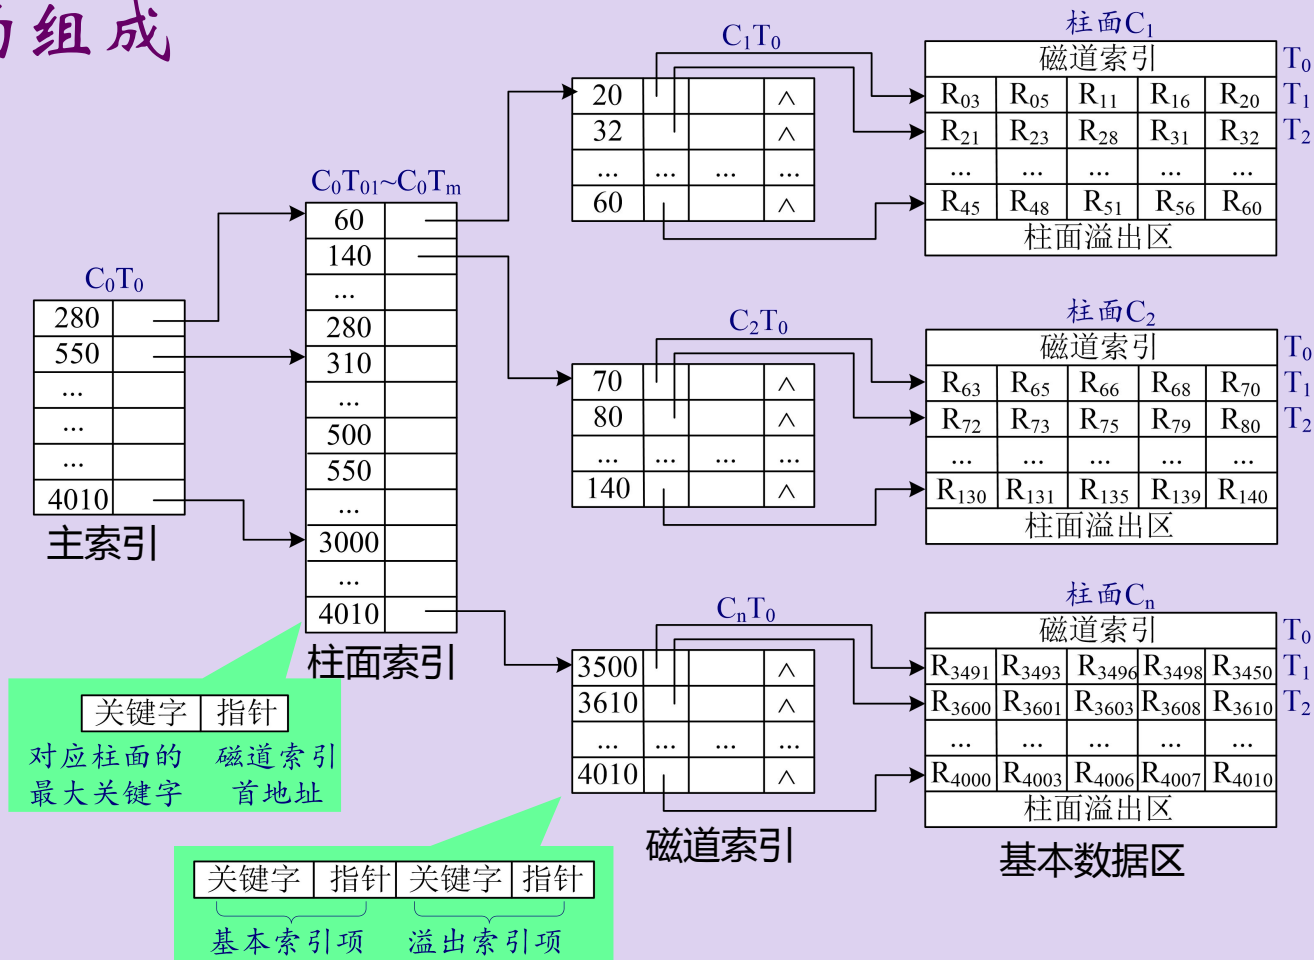 组成
C₀T₀
280
550
...
...
...
4010
主索引
C₀T₀₁~C₀Tₘ
60
140
...
280
310
...
500
550
...
3000
...
4010
柱面索引
关键字 指针
对应柱面的 磁道索引
最大关键字 首地址
C₁T₀
20 ∧
32 ∧
... ... ... ...
60 ∧
C₂T₀
70 ∧
80 ∧
... ... ... ...
140 ∧
CₙT₀
3500 ∧
3610 ∧
... ... ... ...
4010 ∧
磁道索引
关键字 指针 关键字 指针
基本索引项 溢出索引项
柱面C₁
磁道索引 T₀
R₀₃ R₀₅ R₁₁ R₁₆ R₂₀ T₁
R₂₁ R₂₃ R₂₈ R₃₁ R₃₂ T₂
... ... ... ... ...
R₄₅ R₄₈ R₅₁ R₅₆ R₆₀
柱面溢出区
柱面C₂
磁道索引 T₀
R₆₃ R₆₅ R₆₆ R₆₈ R₇₀ T₁
R₇₂ R₇₃ R₇₅ R₇₉ R₈₀ T₂
... ... ... ... ...
R₁₃₀ R₁₃₁ R₁₃₅ R₁₃₉ R₁₄₀
柱面溢出区
柱面Cₙ
磁道索引 T₀
R₃₄₉₁ R₃₄₉₃ R₃₄₉₆ R₃₄₉₈ R₃₄₅₀ T₁
R₃₆₀₀ R₃₆₀₁ R₃₆₀₃ R₃₆₀₈ R₃₆₁₀ T₂
... ... ... ... ...
R₄₀₀₀ R₄₀₀₃ R₄₀₀₆ R₄₀₀₇ R₄₀₁₀
柱面溢出区
基本数据区